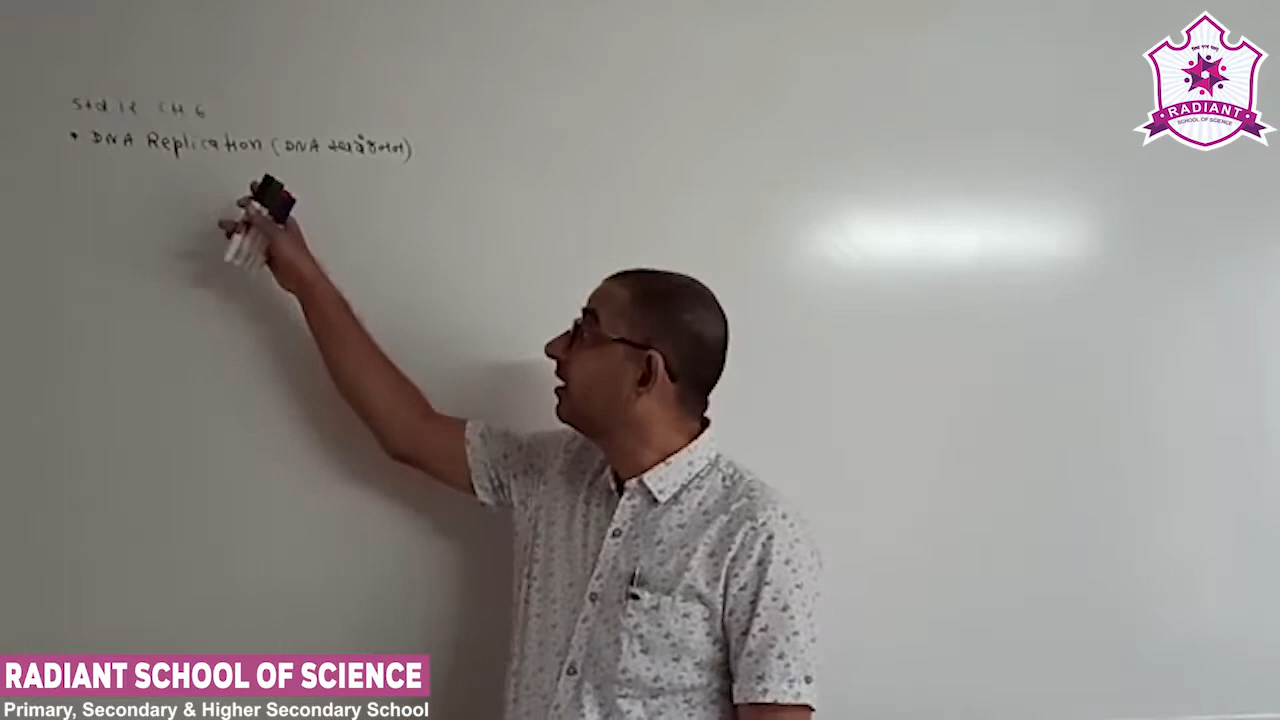 Std 12 CH 6
* DNA Replication (DNA સ્વયંજનન)
RADIANT
SCHOOL OF SCIENCE
RADIANT SCHOOL OF SCIENCE
Primary, Secondary & Higher Secondary School